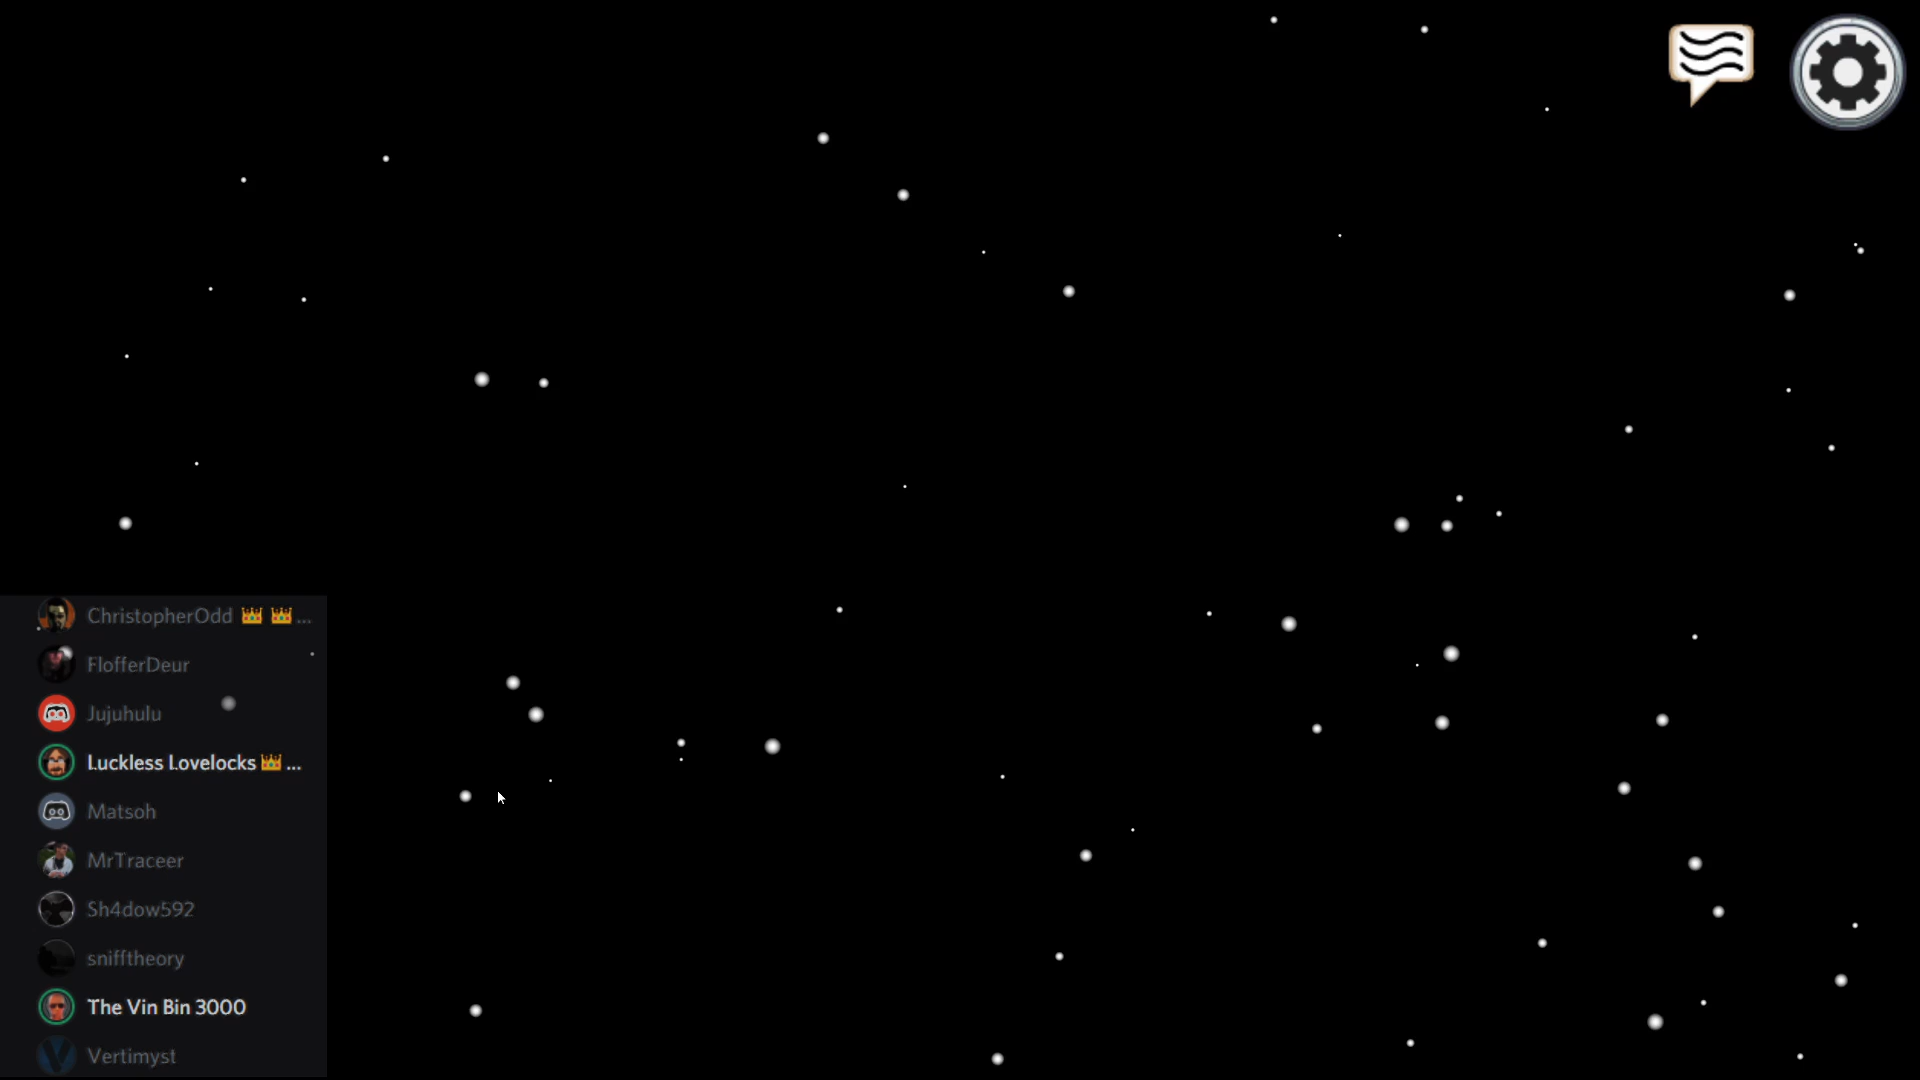 ChristopherOdd 👑 👑 ...
FlofferDeur
Jujuhulu
Luckless Lovelocks 👑 ...
Matsoh
MrTraceer
Sh4dow592
snifftheory
The Vin Bin 3000
Vertimyst